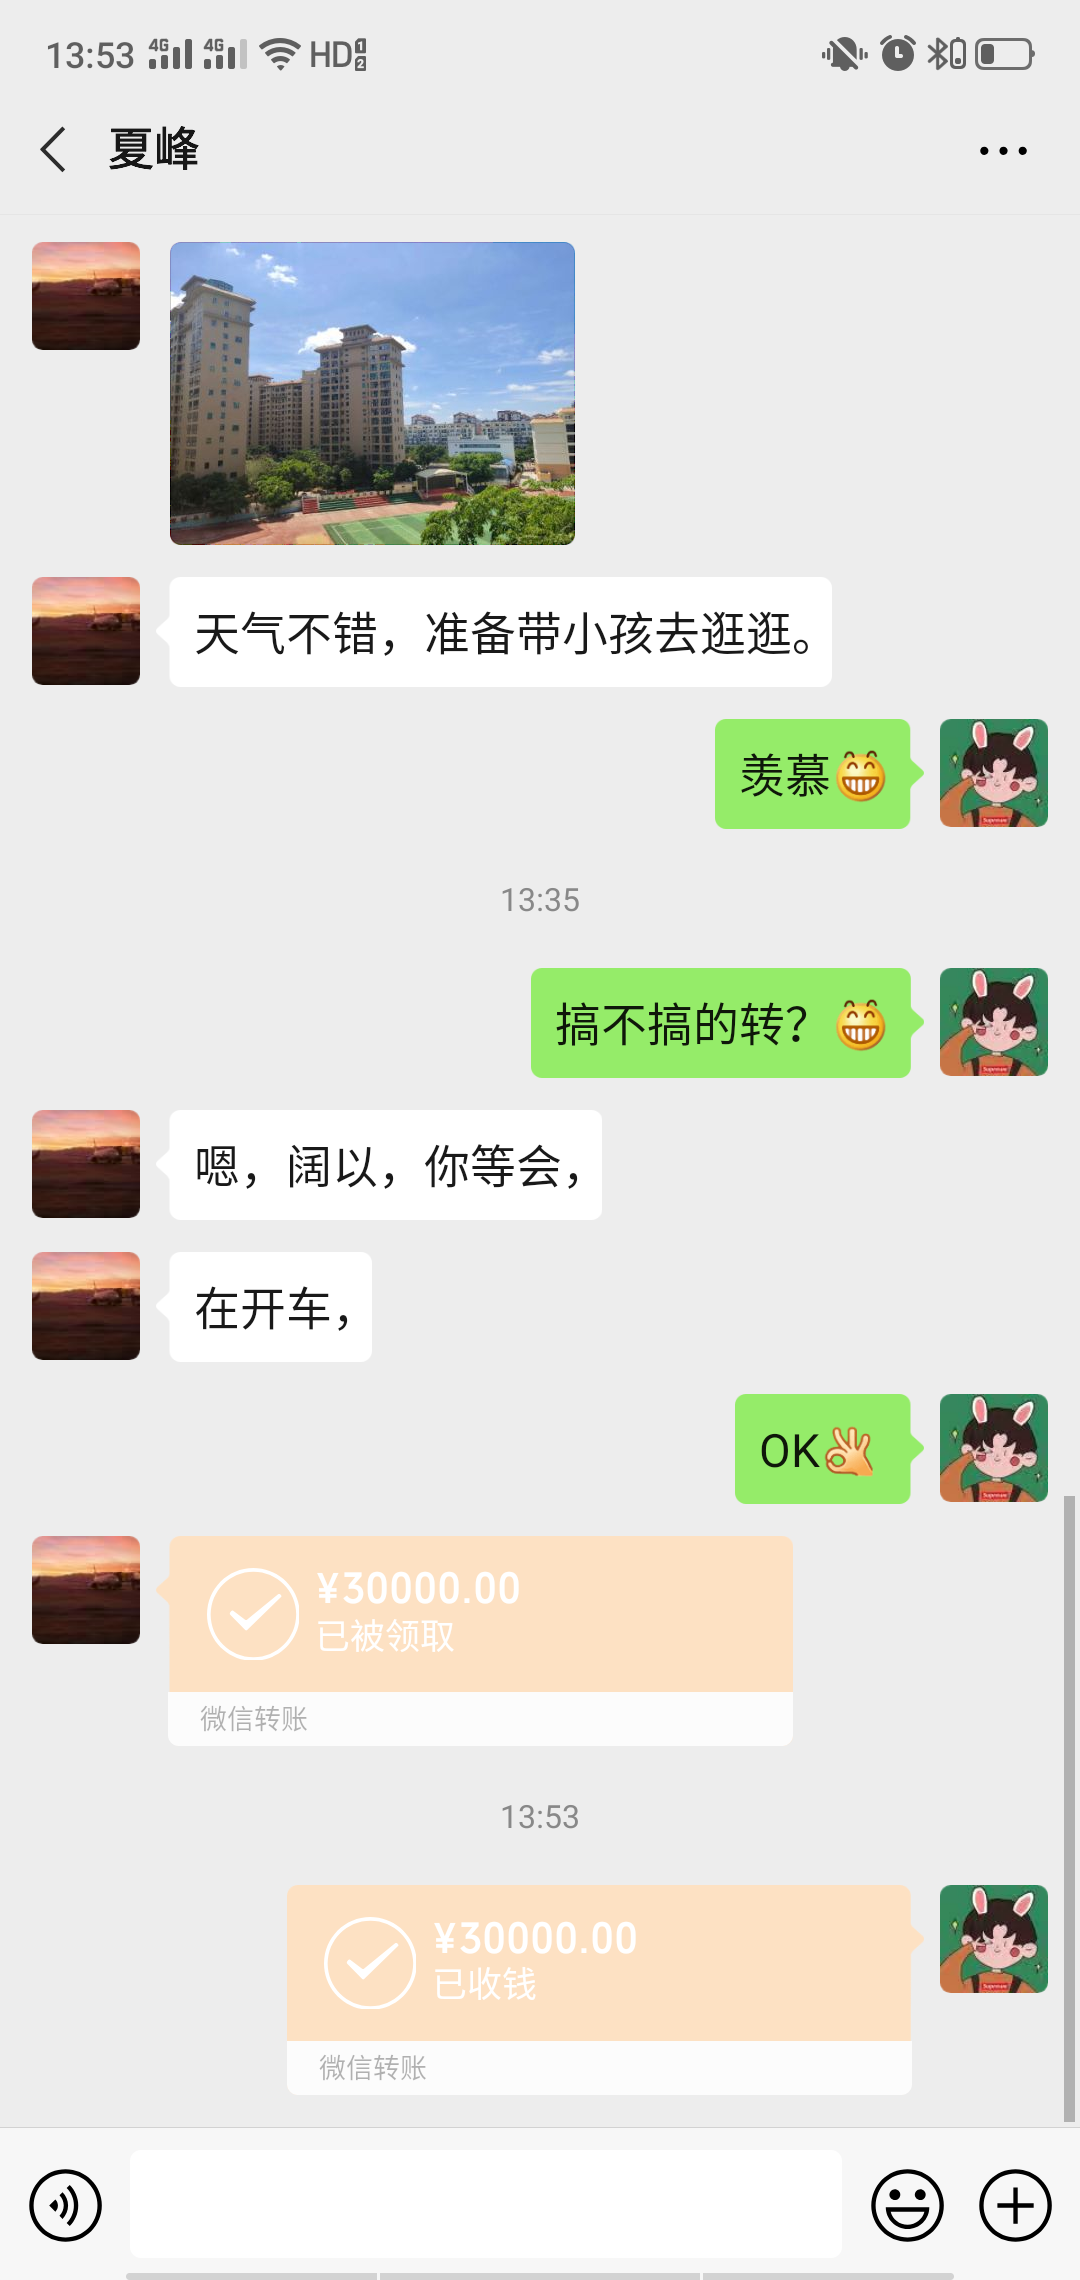 13:53 4G 4G HD 1 2
夏峰
天气不错，准备带小孩去逛逛。
羡慕😁
13:35
搞不搞的转？😁
嗯，阔以，你等会，
在开车，
OK👌
¥30000.00
已被领取
微信转账
13:53
¥30000.00
已收钱
微信转账